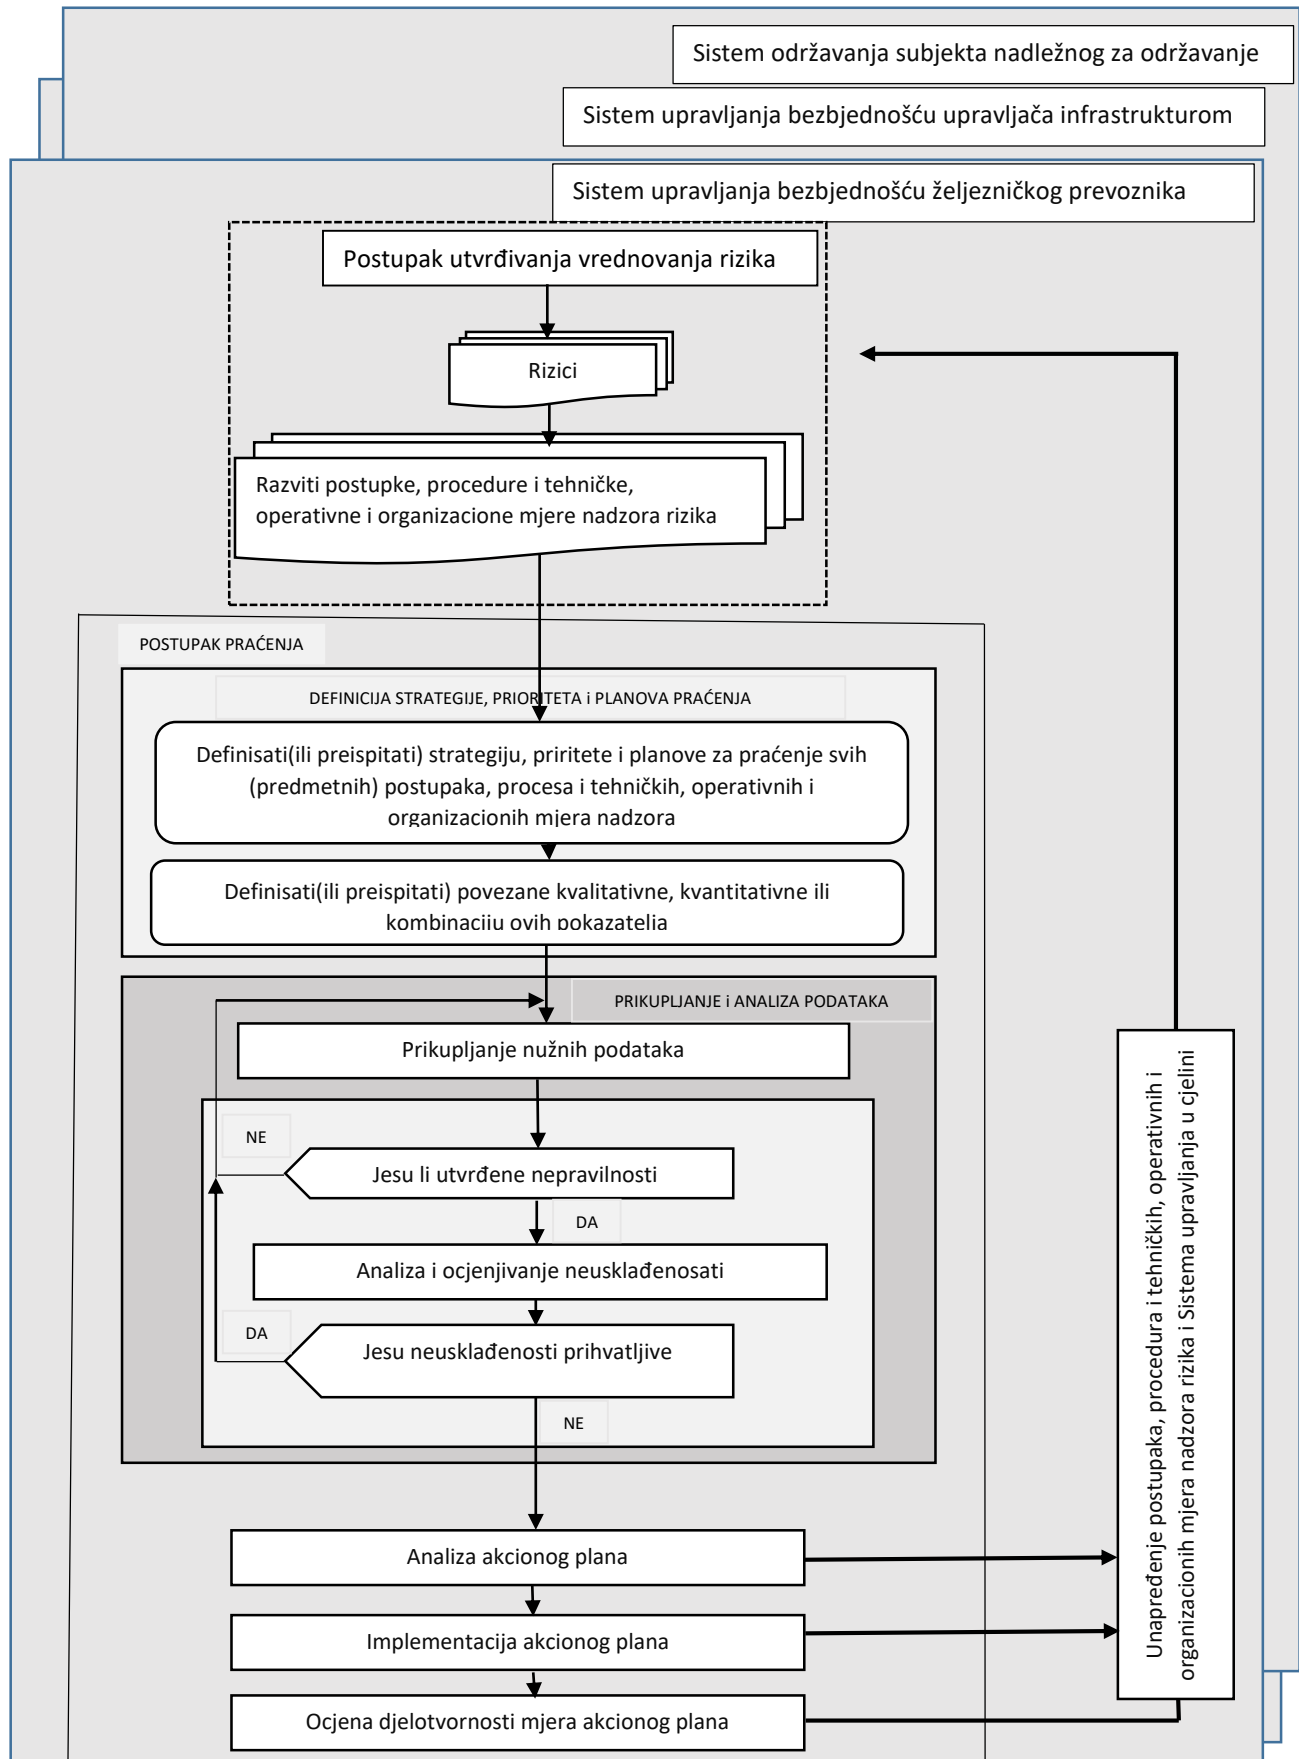 Sistem održavanja subjekta nadležnog za održavanje
Sistem upravljanja bezbjednošću upravljača infrastrukturom
Sistem upravljanja bezbjednošću željezničkog prevoznika
Postupak utvrđivanja vrednovanja rizika
Rizici
Razviti postupke, procedure i tehničke,
operativne i organizacione mjere nadzora rizika
POSTUPAK PRAĆENJA
DEFINICIJA STRATEGIJE, PRIORITETA i PLANOVA PRAĆENJA
Definisati(ili preispitati) strategiju, priritete i planove za praćenje svih
(predmetnih) postupaka, procesa i tehničkih, operativnih i
organizacionih mjera nadzora
Definisati(ili preispitati) povezane kvalitativne, kvantitativne ili
kombinaciju ovih pokazatelja
PRIKUPLJANJE i ANALIZA PODATAKA
Prikupljanje nužnih podataka
NE
Jesu li utvrđene nepravilnosti
DA
Analiza i ocjenjivanje neusklađenosati
DA
Jesu neusklađenosti prihvatljive
NE
Analiza akcionog plana
Implementacija akcionog plana
Ocjena djelotvornosti mjera akcionog plana
Unapređenje postupaka, procedura i tehničkih, operativnih i
organizacionih mjera nadzora rizika i Sistema upravljanja u cjelini